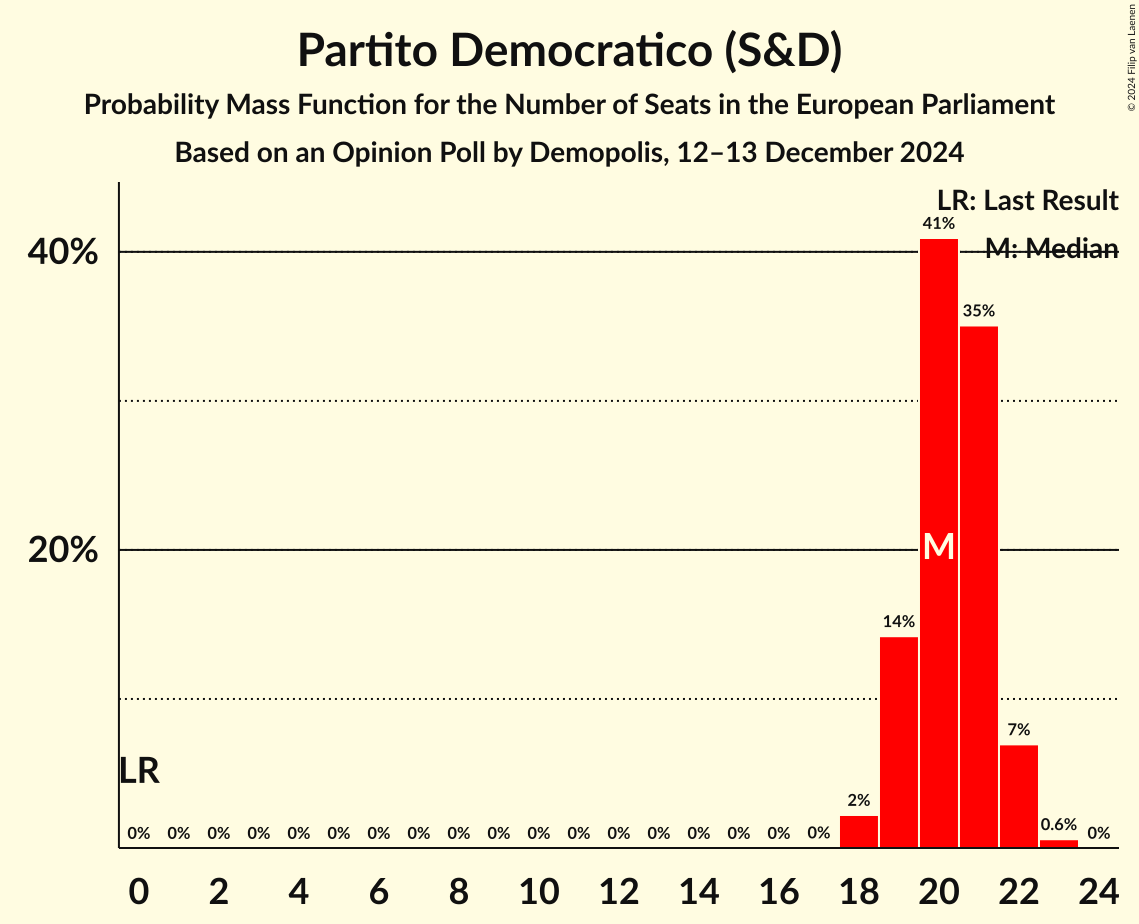 Partito Democratico (S&D)
Probability Mass Function for the Number of Seats in the European Parliament
Based on an Opinion Poll by Demopolis, 12–13 December 2024
© 2024 Filip van Laenen
LR: Last Result
M: Median
40%
20%
41%
35%
M
14%
7%
LR
2%
0.6%
0% 0% 0% 0% 0% 0% 0% 0% 0% 0% 0% 0% 0% 0% 0% 0% 0% 0% 0%
0 2 4 6 8 10 12 14 16 18 20 22 24